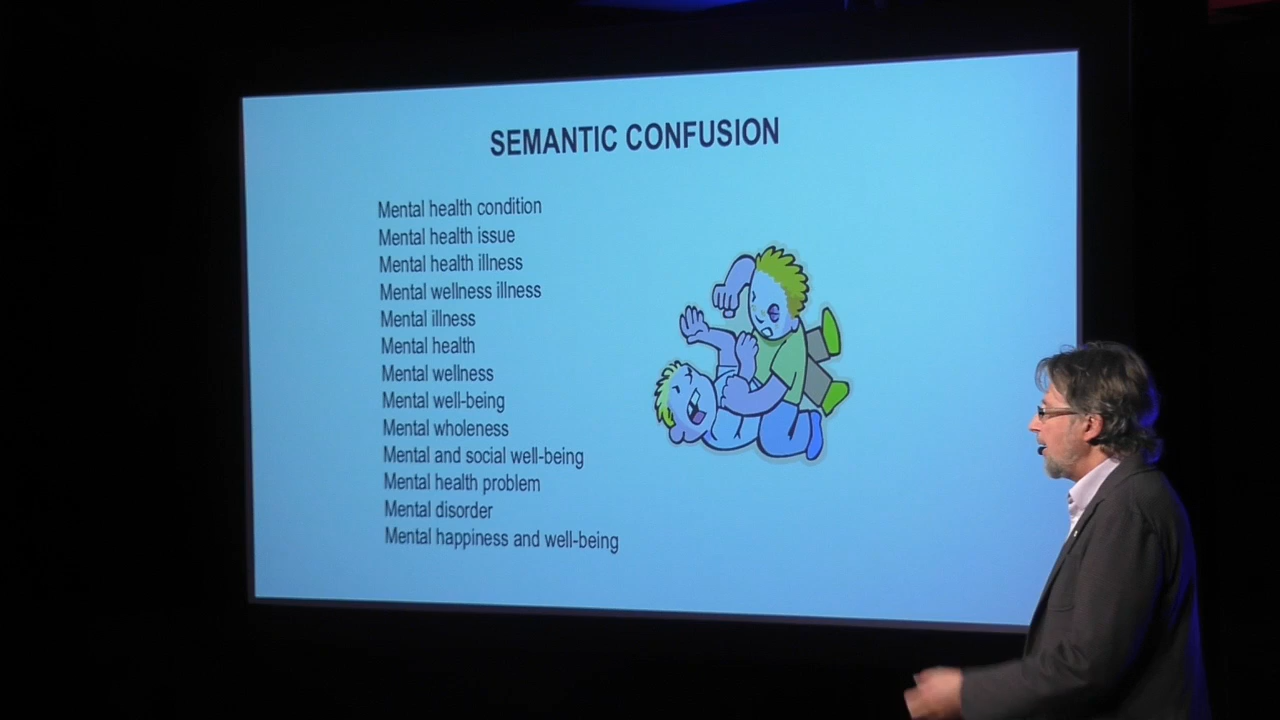 SEMANTIC CONFUSION
Mental health condition
Mental health issue
Mental health illness
Mental wellness illness
Mental illness
Mental health
Mental wellness
Mental well-being
Mental wholeness
Mental and social well-being
Mental health problem
Mental disorder
Mental happiness and well-being